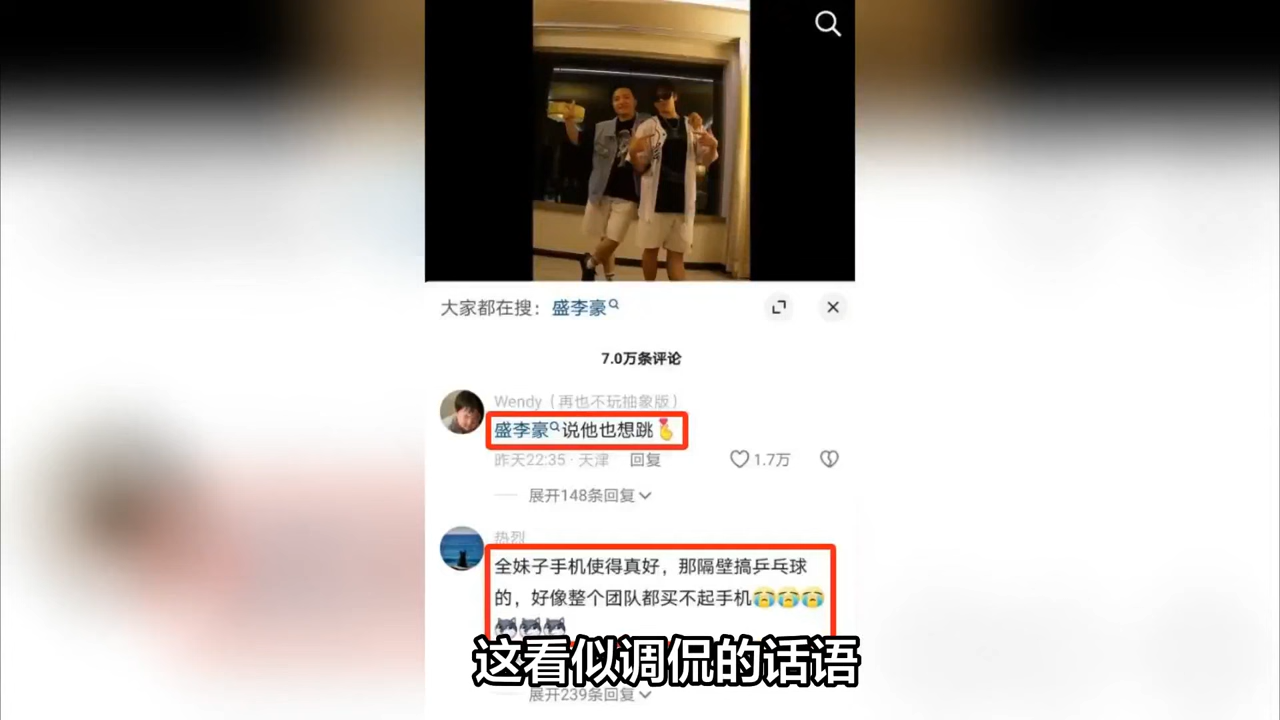 大家都在搜：盛李豪
7.0万条评论
Wendy（再也不玩抽象版）
盛李豪说他也想跳
昨天22:35·天津 回复 1.7万
展开148条回复
热烈
全妹子手机使得真好，那隔壁搞乒乓球
的，好像整个团队都买不起手机😭😭😭
这看似调侃的话语
展开239条回复